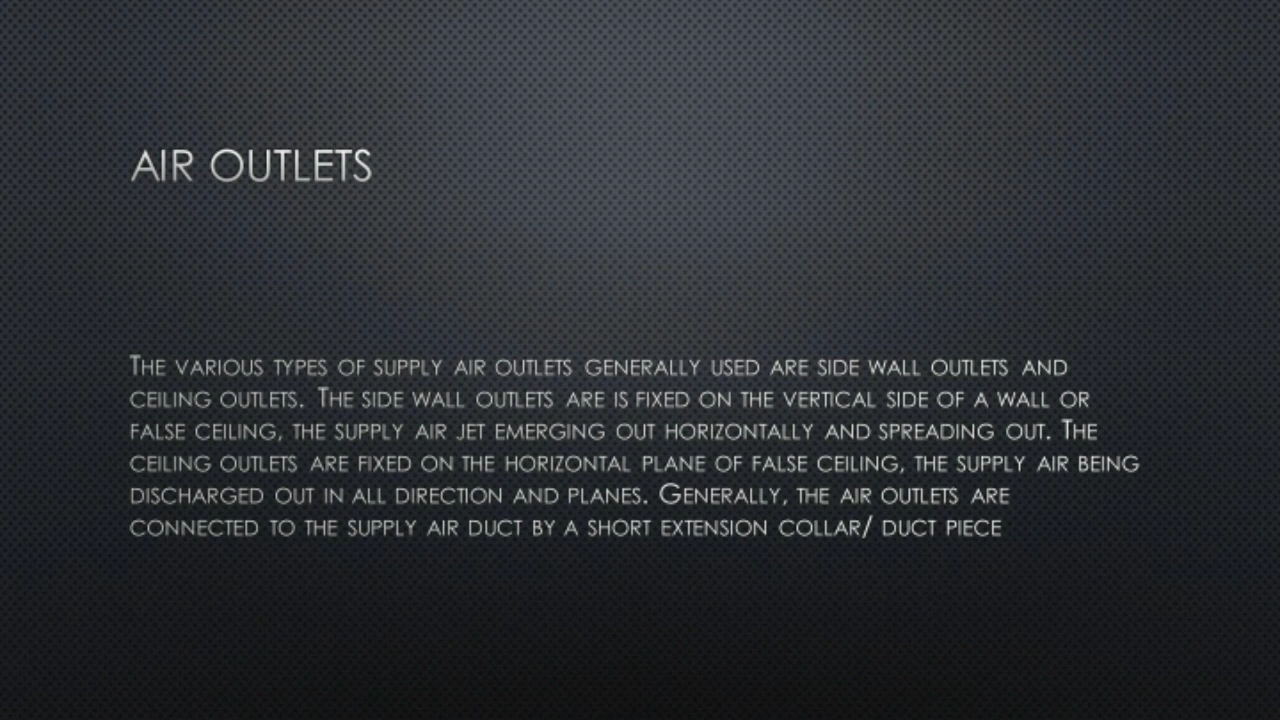 AIR OUTLETS
THE VARIOUS TYPES OF SUPPLY AIR OUTLETS GENERALLY USED ARE SIDE WALL OUTLETS AND
CEILING OUTLETS. THE SIDE WALL OUTLETS ARE IS FIXED ON THE VERTICAL SIDE OF A WALL OR
FALSE CEILING, THE SUPPLY AIR JET EMERGING OUT HORIZONTALLY AND SPREADING OUT. THE
CEILING OUTLETS ARE FIXED ON THE HORIZONTAL PLANE OF FALSE CEILING, THE SUPPLY AIR BEING
DISCHARGED OUT IN ALL DIRECTION AND PLANES. GENERALLY, THE AIR OUTLETS ARE
CONNECTED TO THE SUPPLY AIR DUCT BY A SHORT EXTENSION COLLAR/ DUCT PIECE